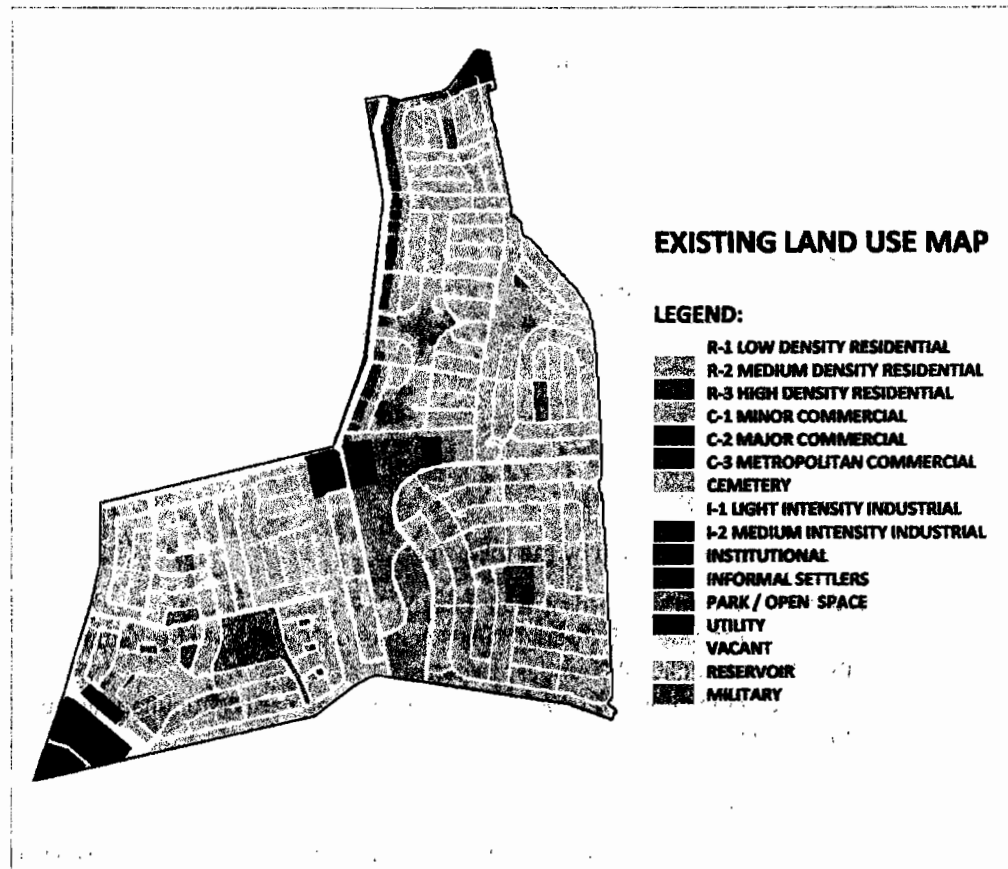 EXISTING LAND USE MAP
LEGEND:
R-1 LOW DENSITY RESIDENTIAL
R-2 MEDIUM DENSITY RESIDENTIAL
R-3 HIGH DENSITY RESIDENTIAL
C-1 MINOR COMMERCIAL
C-2 MAJOR COMMERCIAL
C-3 METROPOLITAN COMMERCIAL
CEMETERY
I-1 LIGHT INTENSITY INDUSTRIAL
I-2 MEDIUM INTENSITY INDUSTRIAL
INSTITUTIONAL
INFORMAL SETTLERS
PARK / OPEN SPACE
UTILITY
VACANT
RESERVOIR
MILITARY